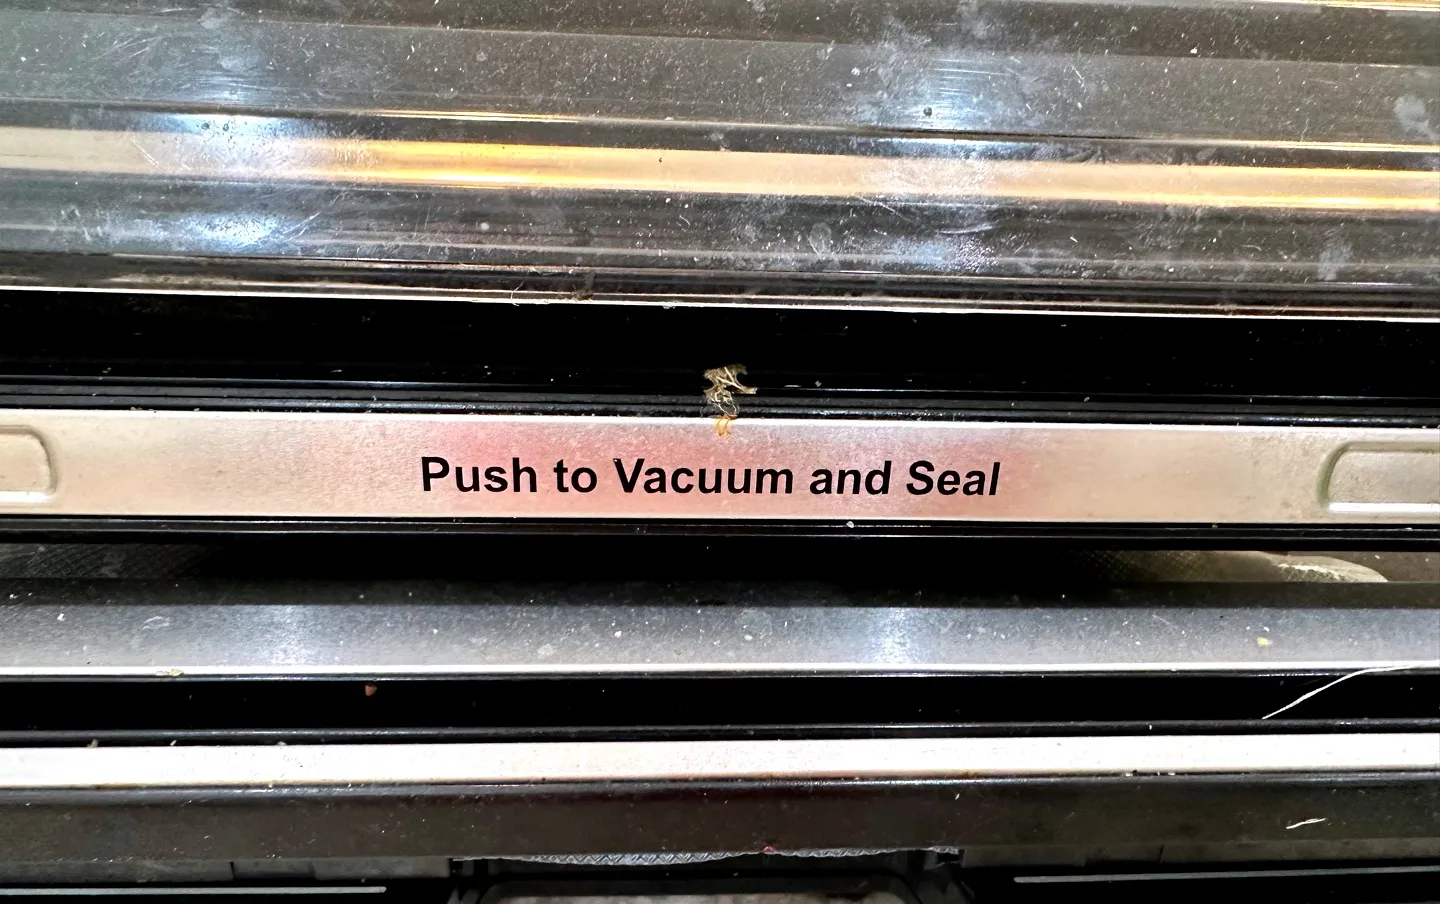 Push to Vacuum and Seal